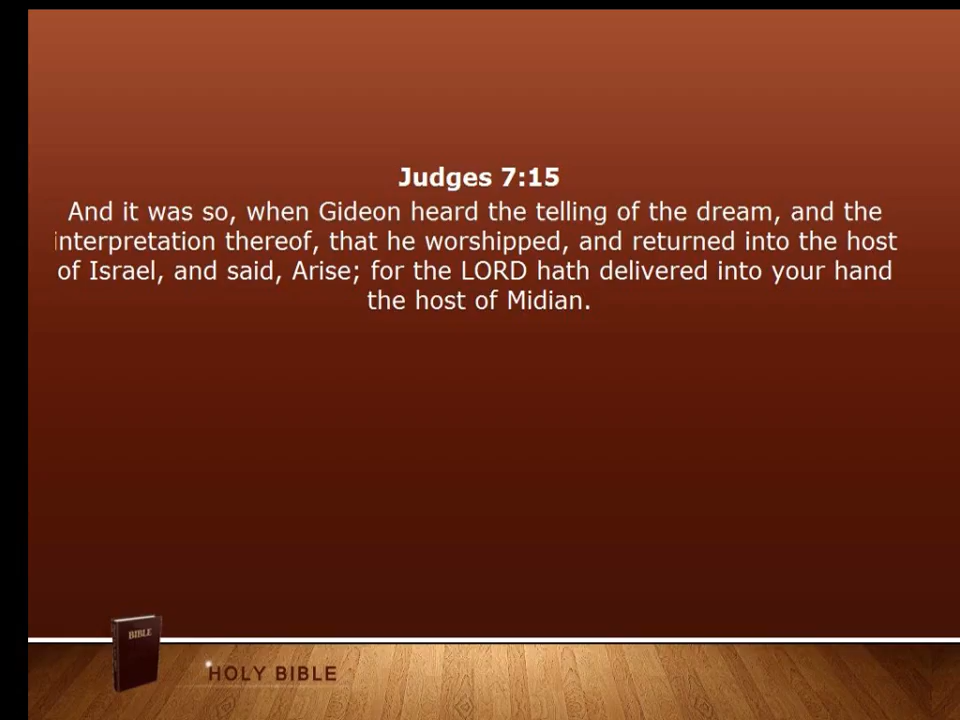 Judges 7:15
And it was so, when Gideon heard the telling of the dream, and the
interpretation thereof, that he worshipped, and returned into the host
of Israel, and said, Arise; for the LORD hath delivered into your hand
the host of Midian.
BIBLE
HOLY BIBLE